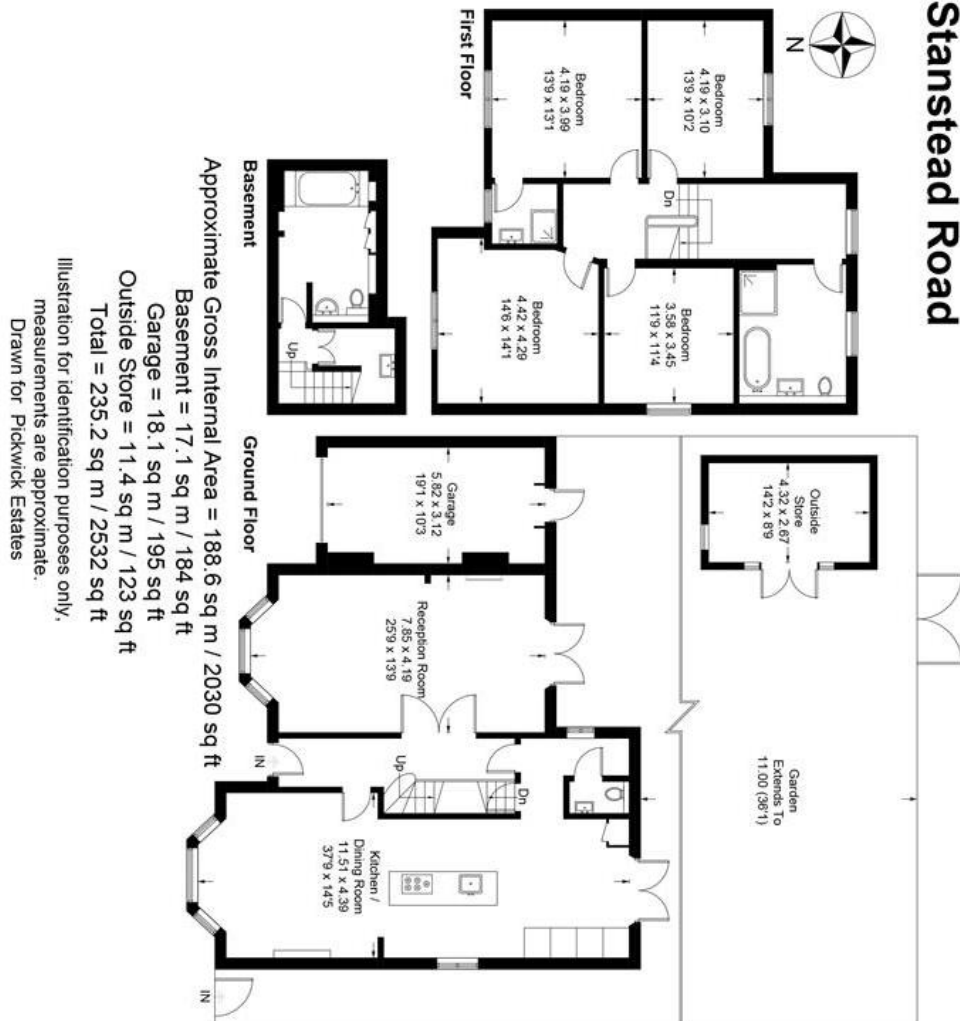 Stanstead Road
N
Bedroom
4.19 x 3.10
13'9 x 10'2
Bedroom
4.19 x 3.99
13'9 x 13'1
Dn
Bedroom
3.58 x 3.45
11'9 x 11'4
Bedroom
4.42 x 4.29
14'6 x 14'1
First Floor
Outside
Store
4.32 x 2.67
14'2 x 8'9
Garden
Extends To
11.00 (36'1)
Garage
5.82 x 3.12
19'1 x 10'3
Reception Room
7.85 x 4.19
25'9 x 13'9
Dn
Up
Kitchen /
Dining Room
11.51 x 4.39
37'9 x 14'5
IN
IN
Ground Floor
Up
Basement
Approximate Gross Internal Area = 188.6 sq m / 2030 sq ft
Basement = 17.1 sq m / 184 sq ft
Garage = 18.1 sq m / 195 sq ft
Outside Store = 11.4 sq m / 123 sq ft
Total = 235.2 sq m / 2532 sq ft
Illustration for identification purposes only,
measurements are approximate.
Drawn for Pickwick Estates